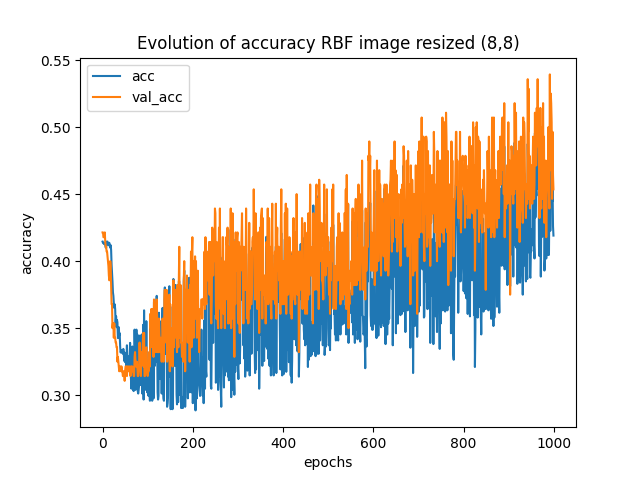 Evolution of accuracy RBF image resized (8,8)
acc
val_acc
0.55
0.50
0.45
0.40
0.35
0.30
accuracy
0
200
400
600
800
1000
epochs